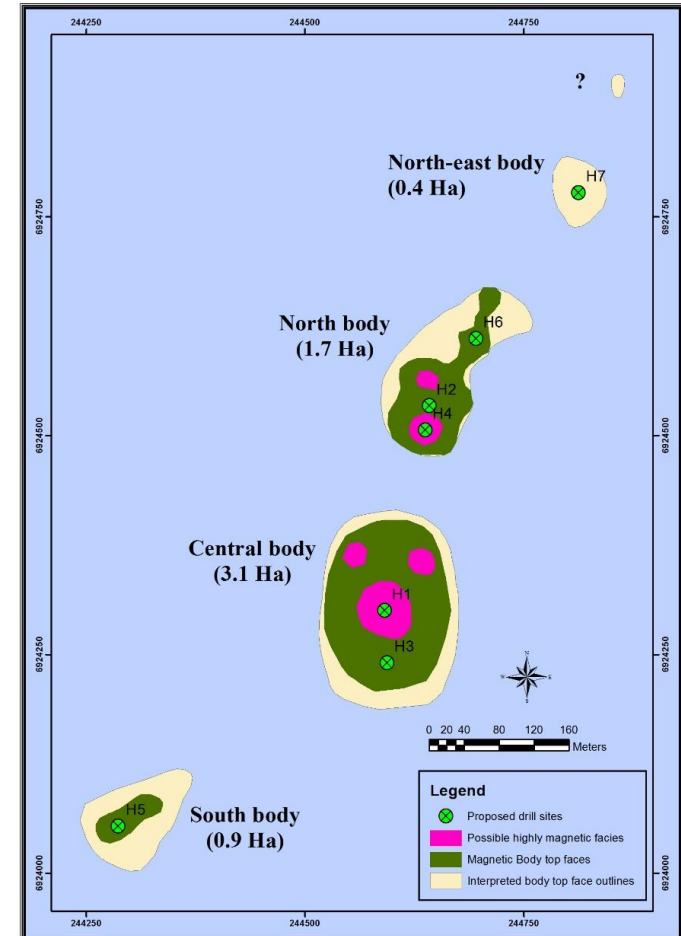 244250 244500 244750
?
North-east body
(0.4 Ha)
H7
6924750
6924750
H6
North body
(1.7 Ha)
H2
H4
6924500
6924500
Central body
(3.1 Ha)
H1
H3
6924250
6924250
N
W E
S
0 20 40 80 120 160
Meters
H5
South body
(0.9 Ha)
Legend
Proposed drill sites
Possible highly magnetic facies
Magnetic Body top faces
Interpreted body top face outlines
6924000
6924000
244250 244500 244750